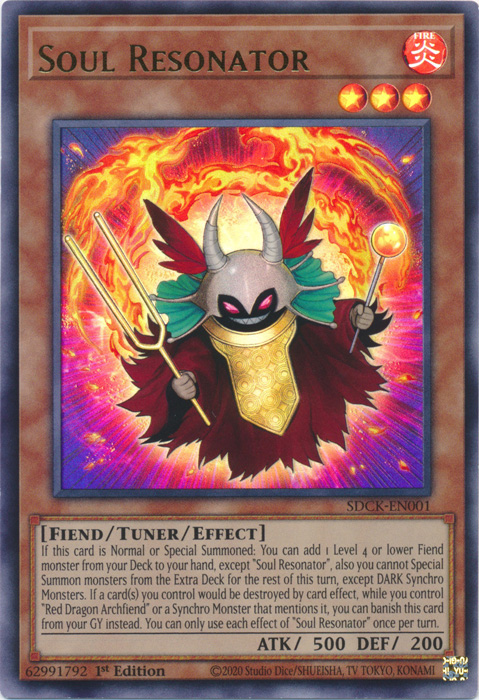 SOUL RESONATOR
FIRE
炎
SDCK-EN001
[FIEND/TUNER/EFFECT]
If this card is Normal or Special Summoned: You can add 1 Level 4 or lower Fiend
monster from your Deck to your hand, except "Soul Resonator", also you cannot Special
Summon monsters from the Extra Deck for the rest of this turn, except DARK Synchro
Monsters. If a card(s) you control would be destroyed by card effect, while you control
"Red Dragon Archfiend" or a Synchro Monster that mentions it, you can banish this
card from your GY instead. You can only use each effect of "Soul Resonator" once per turn.
ATK/ 500 DEF/ 200
62991792 1st Edition ©2020 Studio Dice/SHUEISHA, TV TOKYO, KONAMI